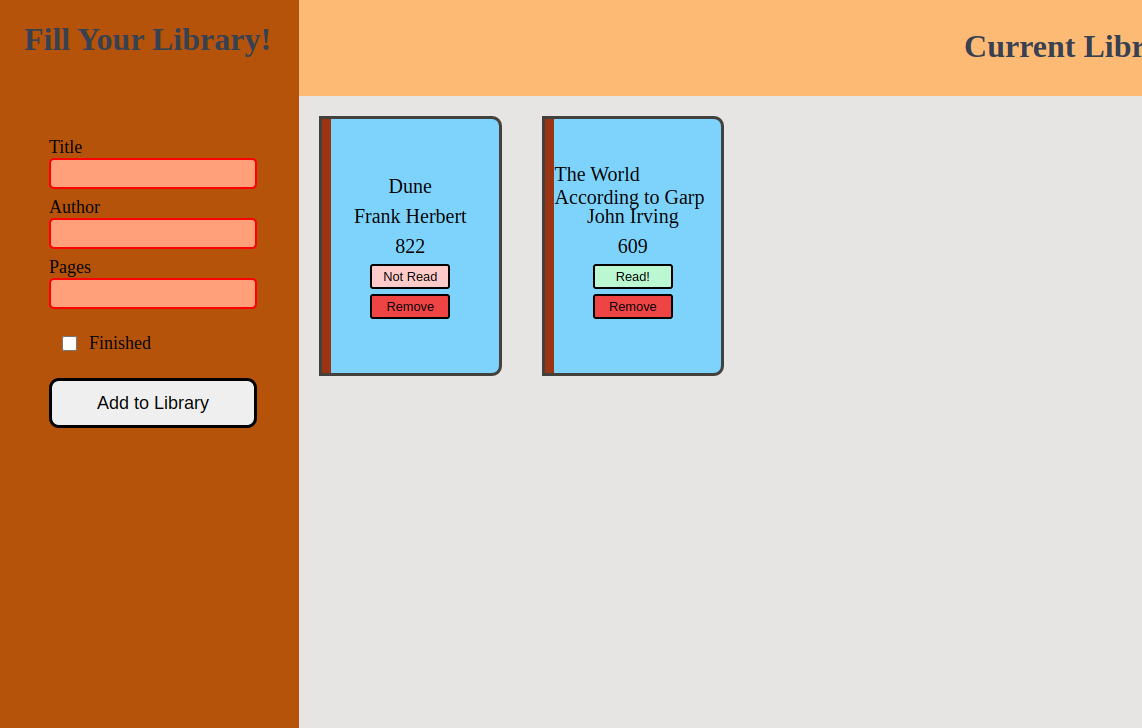 Fill Your Library!
Title
Author
Pages
Finished
Add to Library
Current Libr
Dune
Frank Herbert
822
Not Read
Remove
The World
According to Garp
John Irving
609
Read!
Remove